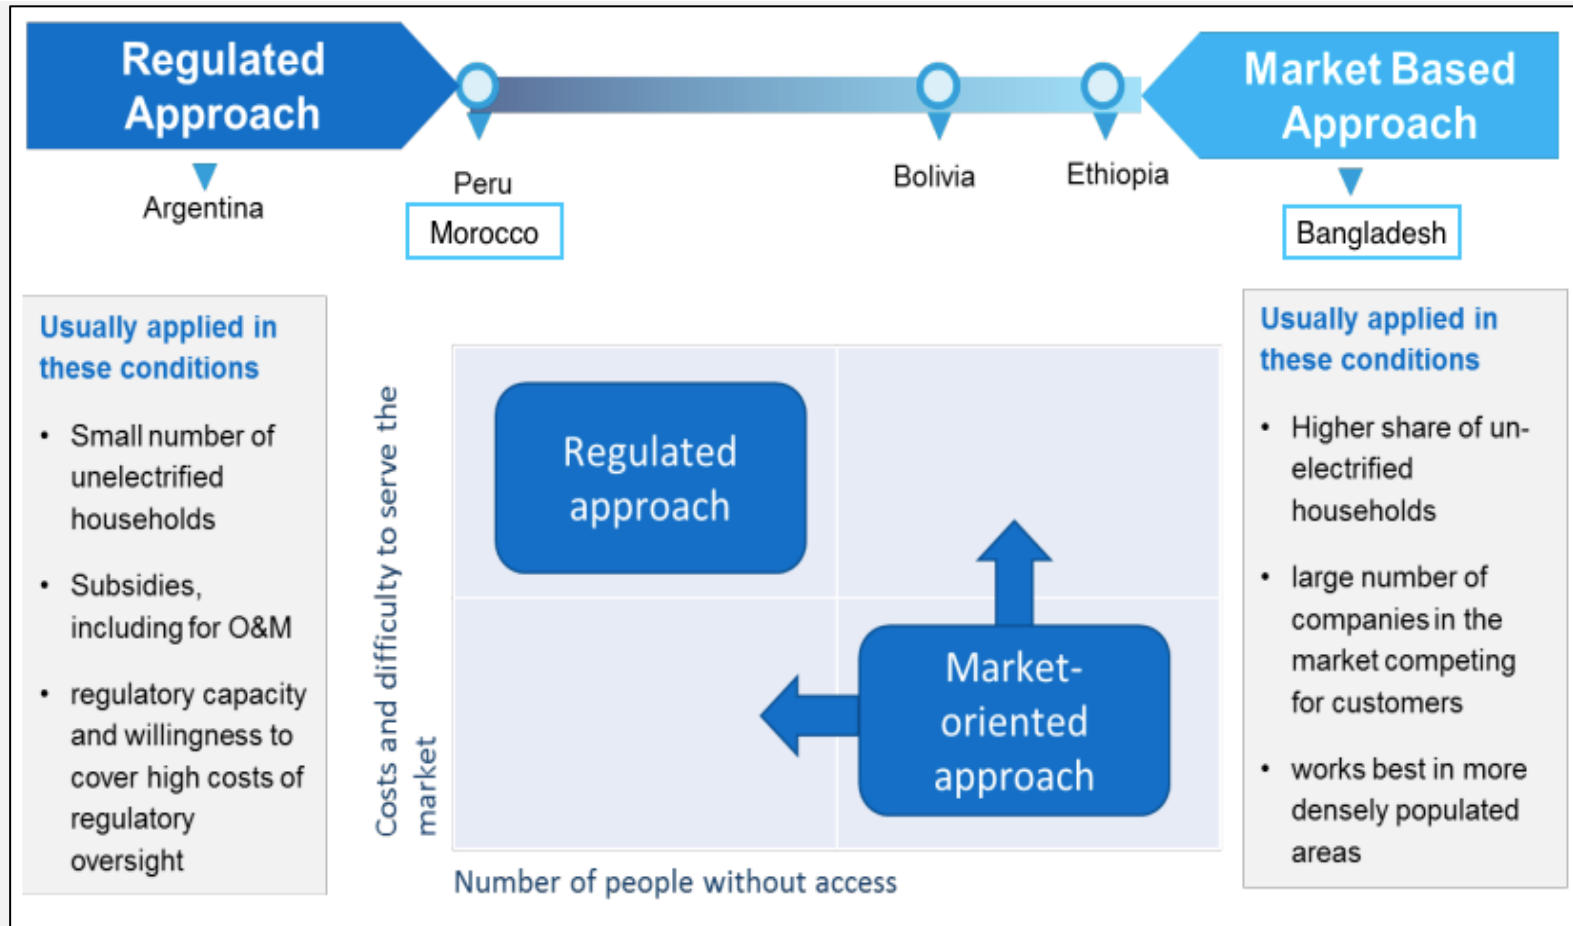 Regulated
Approach
Market Based
Approach
Argentina
Peru
Morocco
Bolivia
Ethiopia
Bangladesh
Usually applied in
these conditions
• Small number of
unelectrified
households
• Subsidies,
including for O&M
• regulatory capacity
and willingness to
cover high costs of
regulatory
oversight
Costs and difficulty to serve the
market
Regulated
approach
Market-
oriented
approach
Number of people without access
Usually applied in
these conditions
• Higher share of un-
electrified
households
• large number of
companies in the
market competing
for customers
• works best in more
densely populated
areas